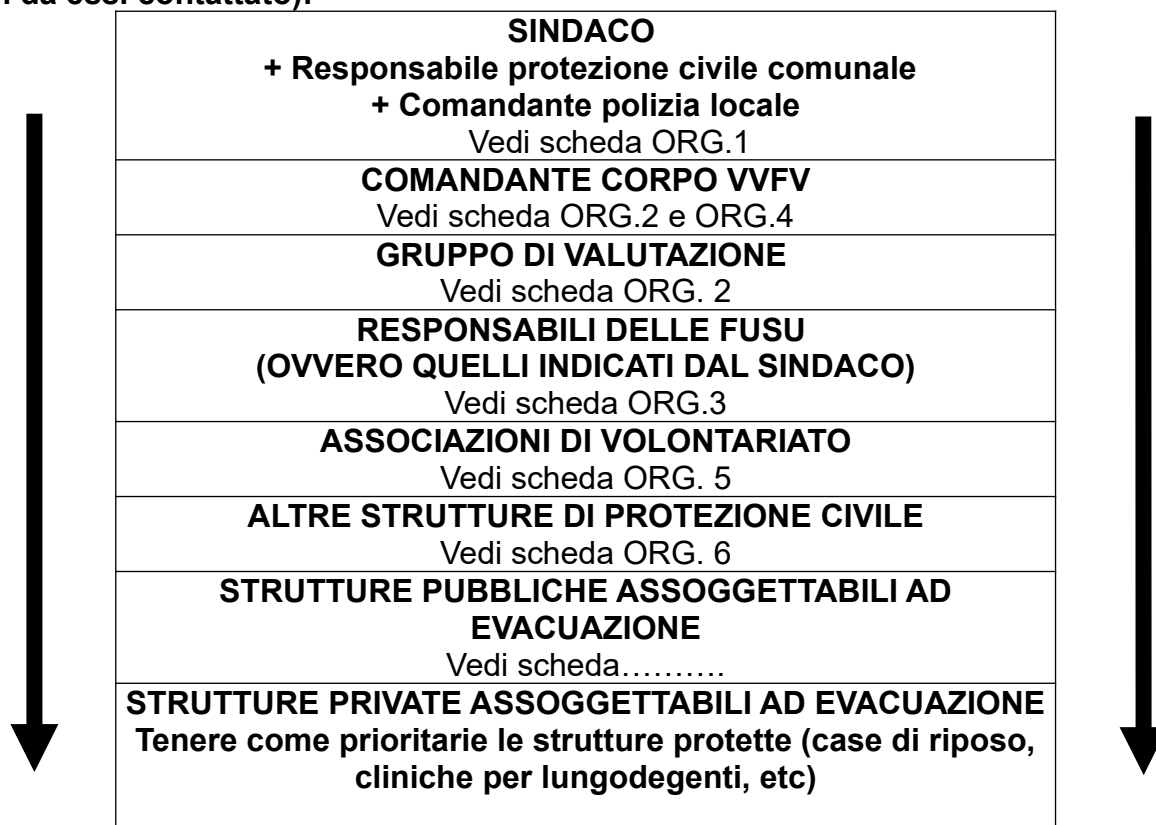 i da essi contattato).
SINDACO
+ Responsabile protezione civile comunale
+ Comandante polizia locale
Vedi scheda ORG.1
COMANDANTE CORPO VVFV
Vedi scheda ORG.2 e ORG.4
GRUPPO DI VALUTAZIONE
Vedi scheda ORG. 2
RESPONSABILI DELLE FUSU
(OVVERO QUELLI INDICATI DAL SINDACO)
Vedi scheda ORG.3
ASSOCIAZIONI DI VOLONTARIATO
Vedi scheda ORG. 5
ALTRE STRUTTURE DI PROTEZIONE CIVILE
Vedi scheda ORG. 6
STRUTTURE PUBBLICHE ASSOGGETTABILI AD
EVACUAZIONE
Vedi scheda……….
STRUTTURE PRIVATE ASSOGGETTABILI AD EVACUAZIONE
Tenere come prioritarie le strutture protette (case di riposo,
cliniche per lungodegenti, etc)